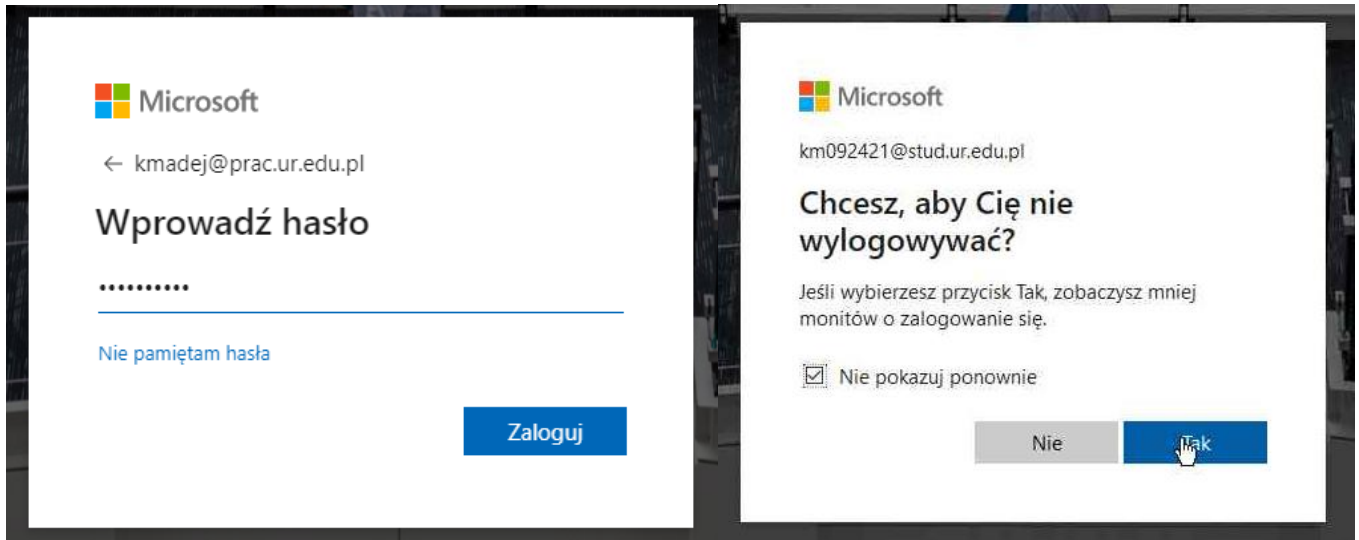 Microsoft
← kmadej@prac.ur.edu.pl
Wprowadź hasło
••••••••••
Nie pamiętam hasła
Zaloguj
Microsoft
km092421@stud.ur.edu.pl
Chcesz, aby Cię nie
wylogowywać?
Jeśli wybierzesz przycisk Tak, zobaczysz mniej
monitów o zalogowanie się.
Nie pokazuj ponownie
Nie
Tak